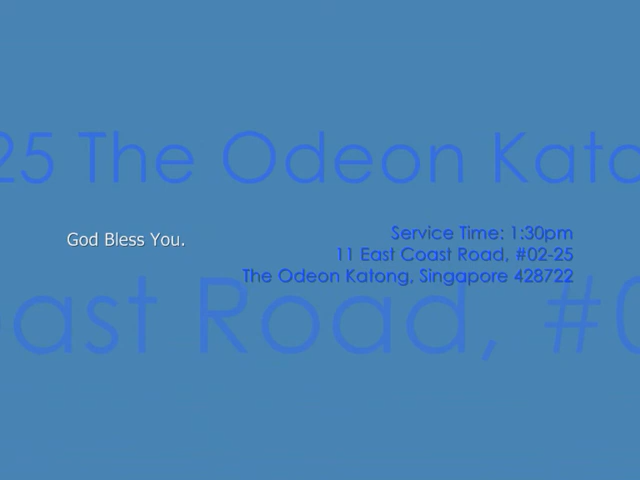 25 The Odeon Kato
God Bless You.
Service Time: 1:30pm
11 East Coast Road, #02-25
The Odeon Katong, Singapore 428722
oast Road, #0